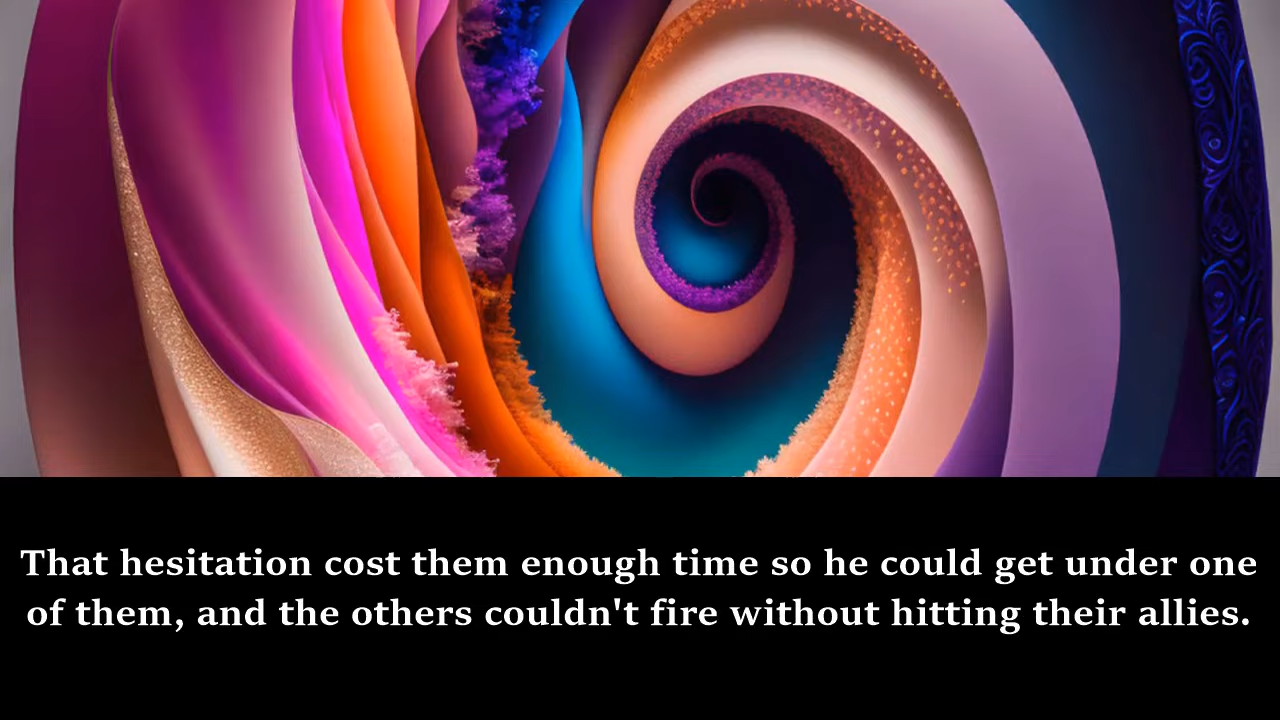 That hesitation cost them enough time so he could get under one
of them, and the others couldn't fire without hitting their allies.